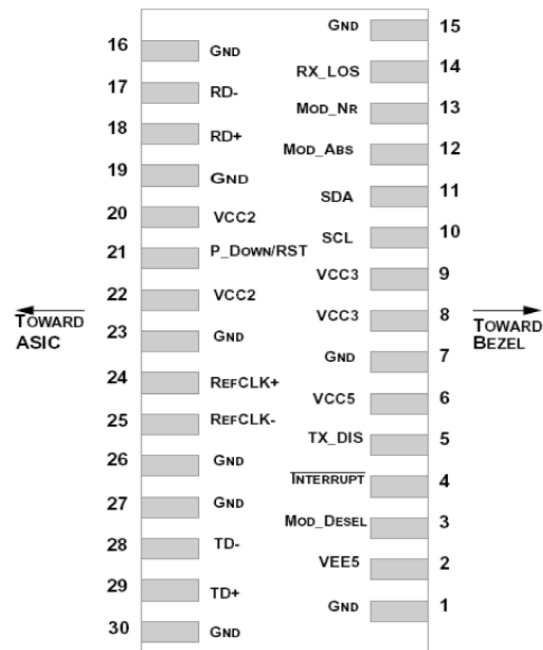 GND 15
16 GND
RX_LOS 14
17 RD-
MOD_NR 13
18 RD+
MOD_ABS 12
19 GND
SDA 11
20 VCC2
SCL 10
21 P_DOWN/RST
VCC3 9
22 VCC2
VCC3 8
TOWARD ASIC
TOWARD BEZEL
23 GND
GND 7
24 REFCLK+
VCC5 6
25 REFCLK-
TX_DIS 5
26 GND
INTERRUPT 4
27 GND
MOD_DESEL 3
28 TD-
VEE5 2
29 TD+
GND 1
30 GND